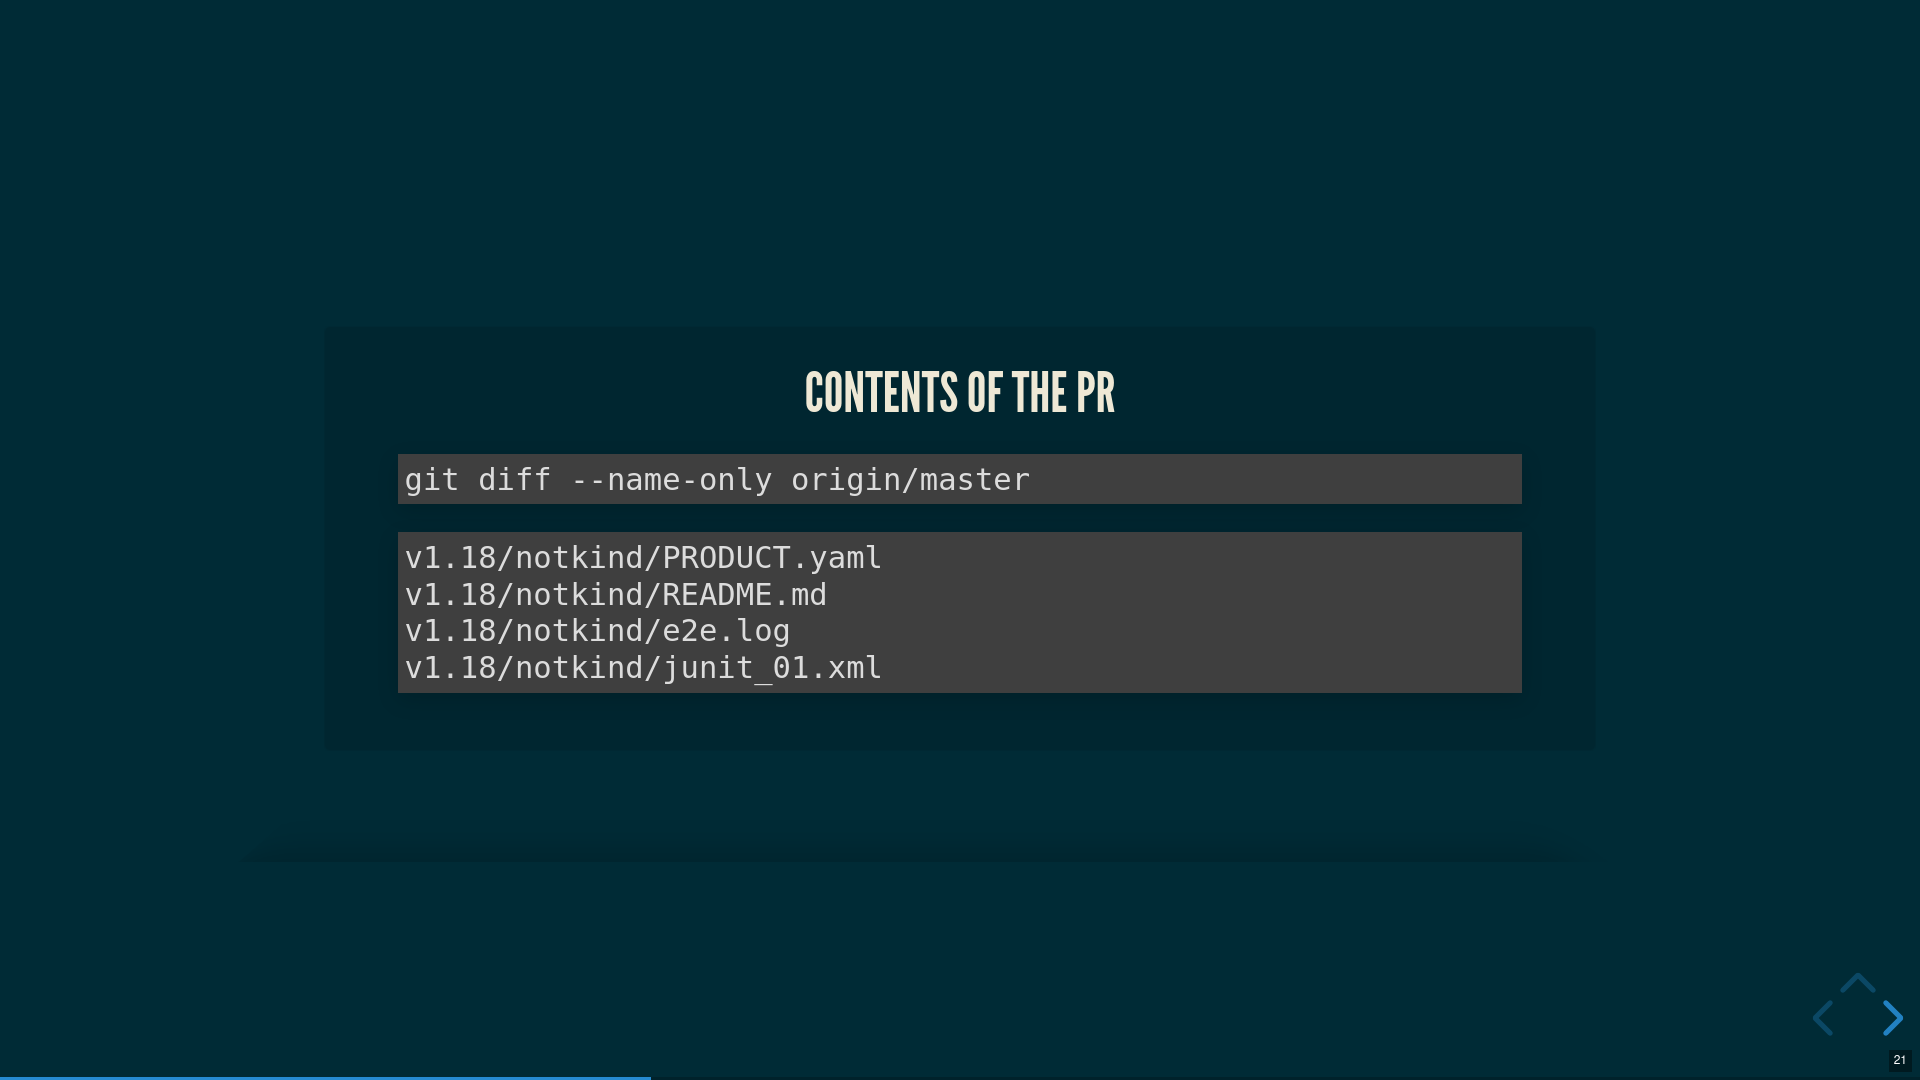 CONTENTS OF THE PR
git diff --name-only origin/master
v1.18/notkind/PRODUCT.yaml
v1.18/notkind/README.md
v1.18/notkind/e2e.log
v1.18/notkind/junit_01.xml
21